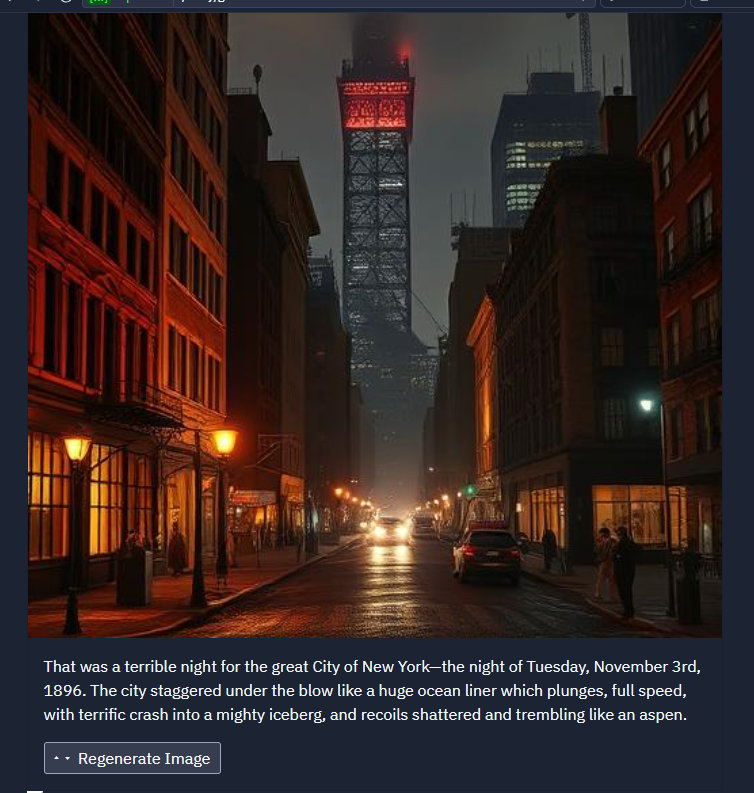 That was a terrible night for the great City of New York—the night of Tuesday, November 3rd,
1896. The city staggered under the blow like a huge ocean liner which plunges, full speed,
with terrific crash into a mighty iceberg, and recoils shattered and trembling like an aspen.
Regenerate Image